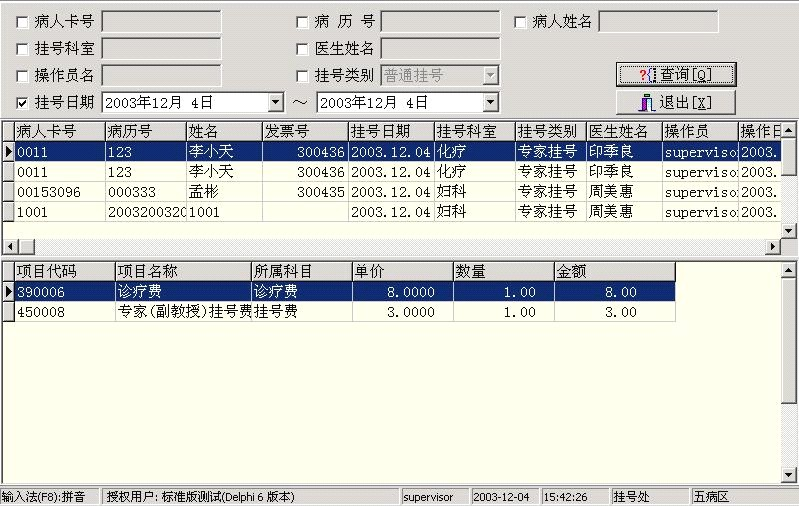 病人卡号 病 历 号 病人姓名
挂号科室 医生姓名
操作员名 挂号类别 普通挂号 查询[Q]
挂号日期 2003年12月 4日 ～ 2003年12月 4日 退出[X]
病人卡号 病历号 姓名 发票号 挂号日期 挂号科室 挂号类别 医生姓名 操作员 操作日
0011 123 李小天 300436 2003.12.04 化疗 专家挂号 印季良 supervisor 2003.
0011 123 李小天 300436 2003.12.04 化疗 专家挂号 印季良 supervisor 2003.
00153096 000333 孟彬 300435 2003.12.04 妇科 专家挂号 周美惠 supervisor 2003.
1001 2003200320 1001 2003.12.04 妇科 专家挂号 周美惠 supervisor 2003.
项目代码 项目名称 所属科目 单价 数量 金额
390006 诊疗费 诊疗费 8.0000 1.00 8.00
450008 专家(副教授)挂号费 挂号费 3.0000 1.00 3.00
输入法(F8):拼音 授权用户: 标准版测试(Delphi 6 版本) supervisor 2003-12-04 15:42:26 挂号处 五病区